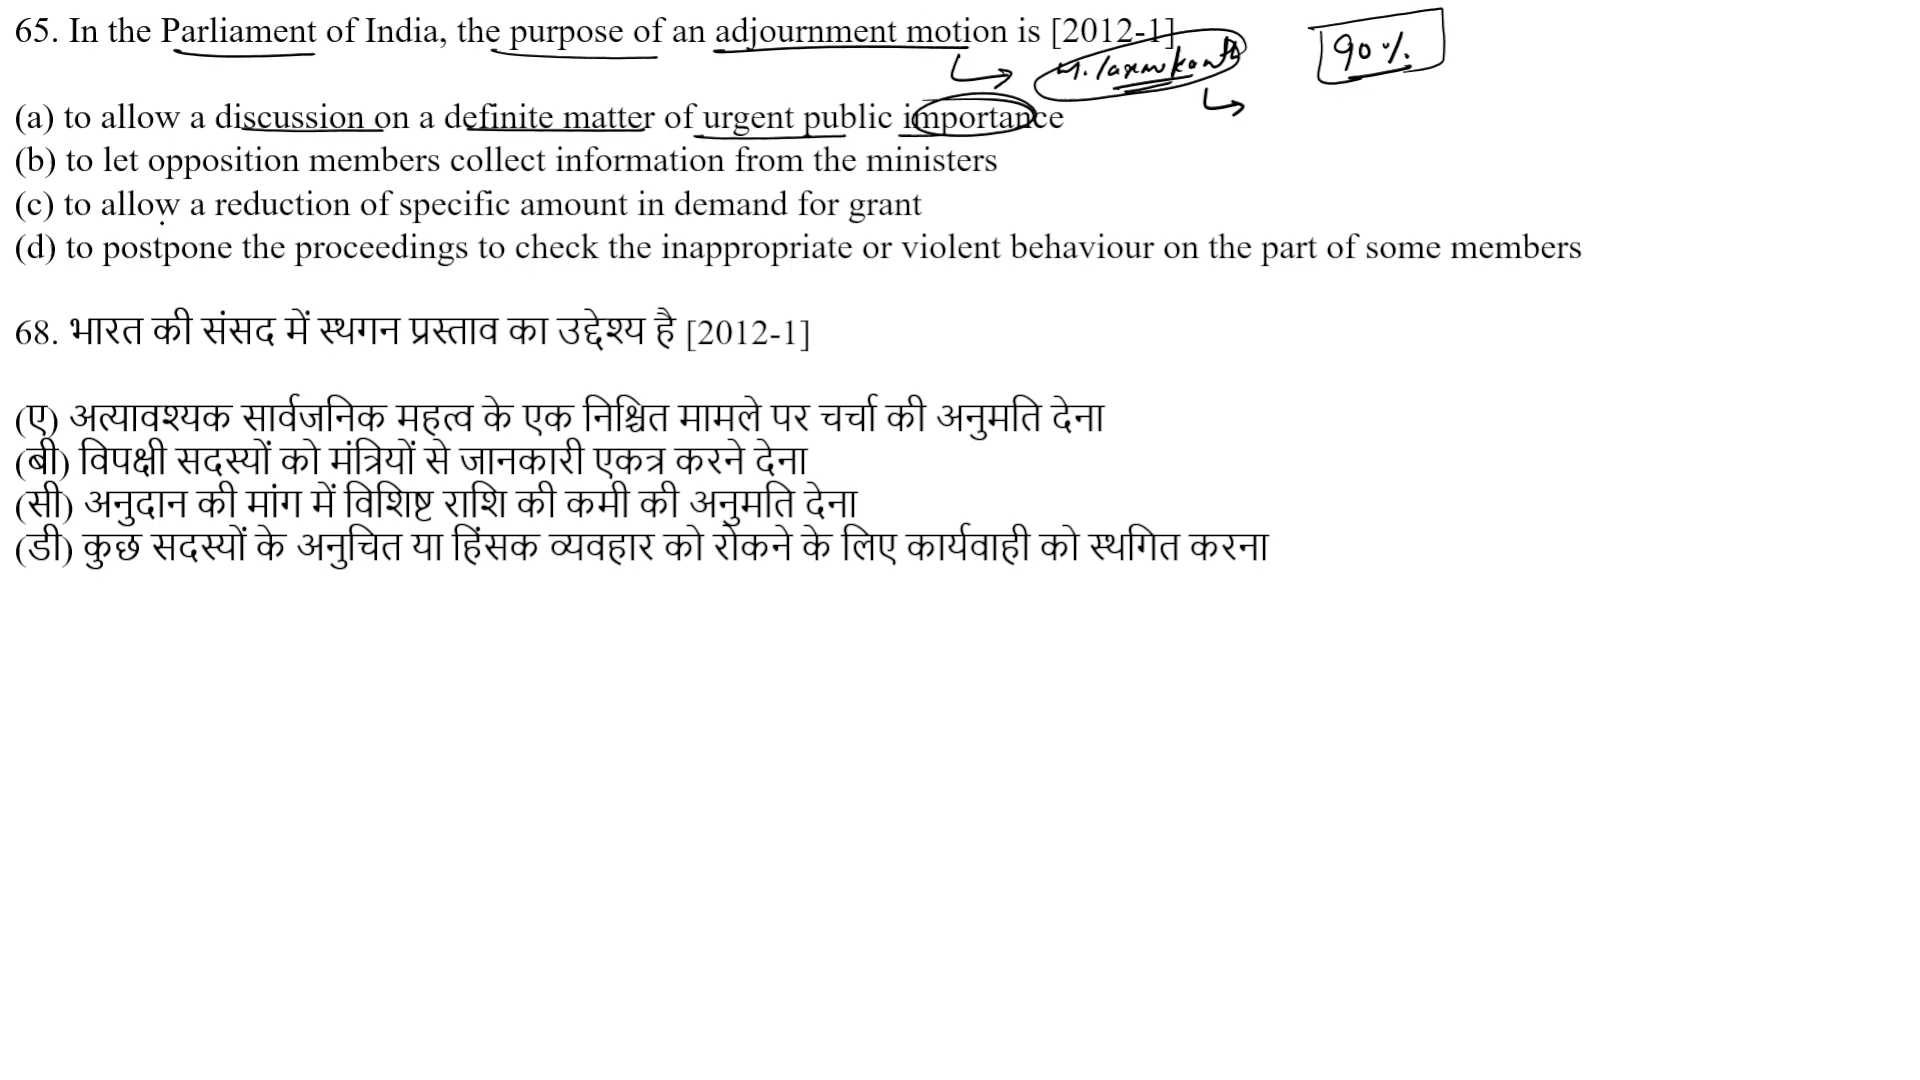 65. In the Parliament of India, the purpose of an adjournment motion is [2012-1]
M. laxmikanth
90%
(a) to allow a discussion on a definite matter of urgent public importance
(b) to let opposition members collect information from the ministers
(c) to allow a reduction of specific amount in demand for grant
(d) to postpone the proceedings to check the inappropriate or violent behaviour on the part of some members
68. भारत की संसद में स्थगन प्रस्ताव का उद्देश्य है [2012-1]
(ए) अत्यावश्यक सार्वजनिक महत्व के एक निश्चित मामले पर चर्चा की अनुमति देना
(बी) विपक्षी सदस्यों को मंत्रियों से जानकारी एकत्र करने देना
(सी) अनुदान की मांग में विशिष्ट राशि की कमी की अनुमति देना
(डी) कुछ सदस्यों के अनुचित या हिंसक व्यवहार को रोकने के लिए कार्यवाही को स्थगित करना